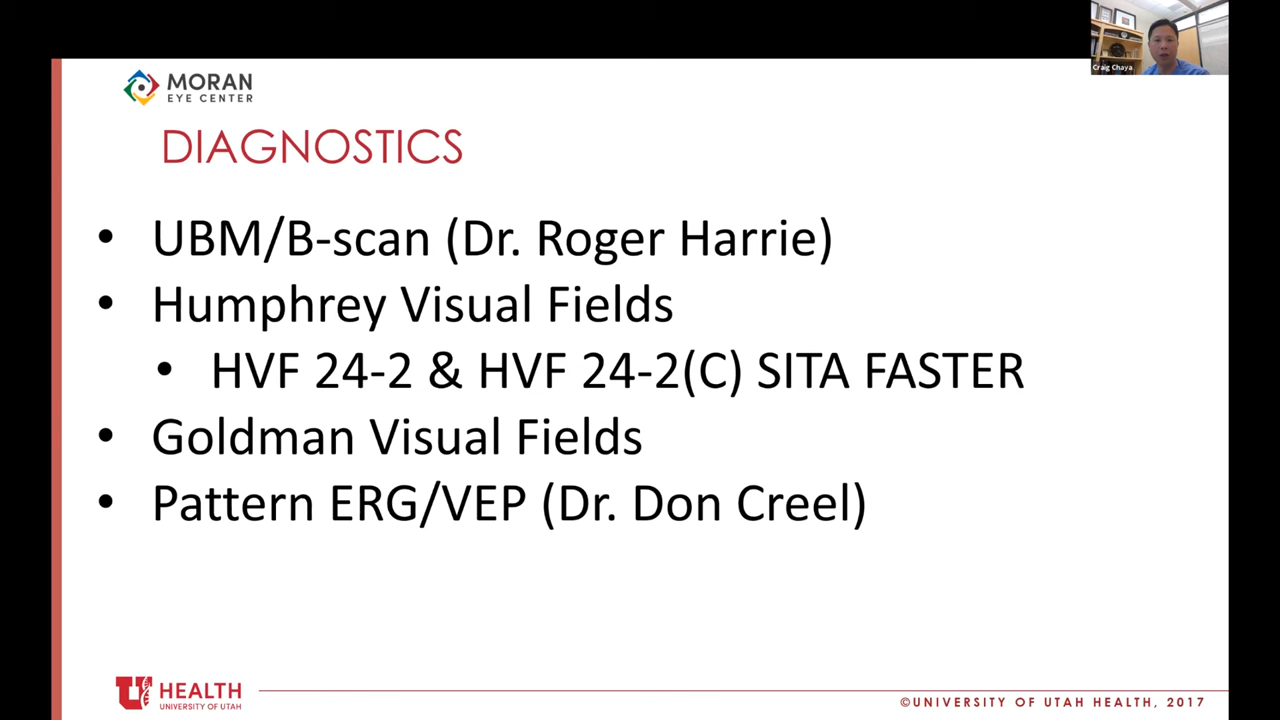 Craig Chaya
MORAN
EYE CENTER
DIAGNOSTICS
• UBM/B-scan (Dr. Roger Harrie)
• Humphrey Visual Fields
• HVF 24-2 & HVF 24-2(C) SITA FASTER
• Goldman Visual Fields
• Pattern ERG/VEP (Dr. Don Creel)
U HEALTH
UNIVERSITY OF UTAH
©UNIVERSITY OF UTAH HEALTH, 2017